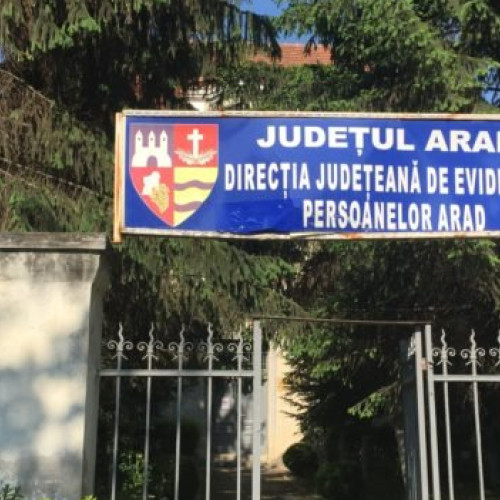 JUDEȚUL ARAD
DIRECȚIA JUDEȚEANĂ DE EVID
PERSOANELOR ARAD